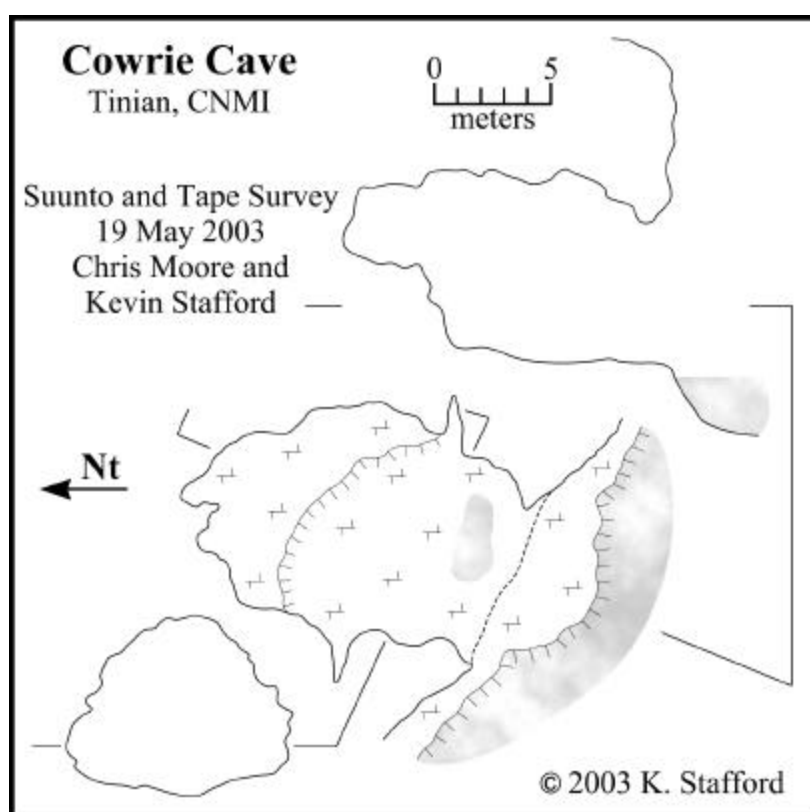 Cowrie Cave
Tinian, CNMI
0 5
meters
Suunto and Tape Survey
19 May 2003
Chris Moore and
Kevin Stafford
Nt
© 2003 K. Stafford